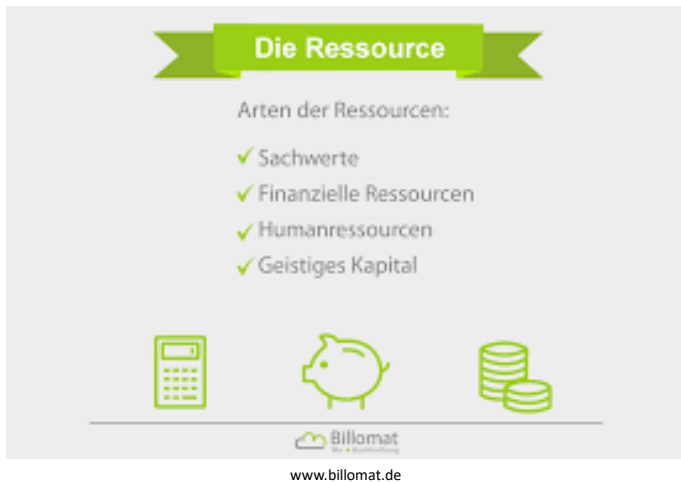 Die Ressource
Arten der Ressourcen:
Sachwerte
Finanzielle Ressourcen
Humanressourcen
Geistiges Kapital
Billomat
www.billomat.de